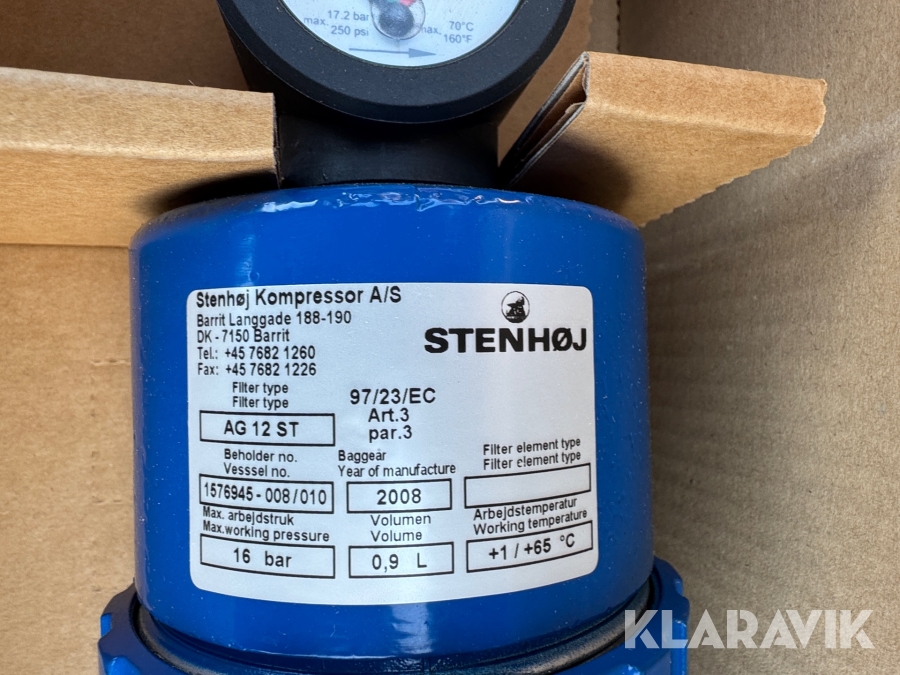 17.2 bar
max. 250 psi
70°C
max. 160°F
Stenhøj Kompressor A/S
Barrit Langgade 188-190
DK - 7150 Barrit
Tel.: +45 7682 1260
Fax: +45 7682 1226
STENHØJ
Filter type
Filter type
AG 12 ST
97/23/EC
Art.3
par.3
Beholder no.
Vesssel no.
1576945-008/010
Baggeár
Year of manufacture
2008
Filter element type
Filter element type
Max. arbejdstruk
Max.working pressure
16 bar
Volumen
Volume
0,9 L
Arbejdstemperatur
Working temperature
+1 / +65 °C
KLARAVIK